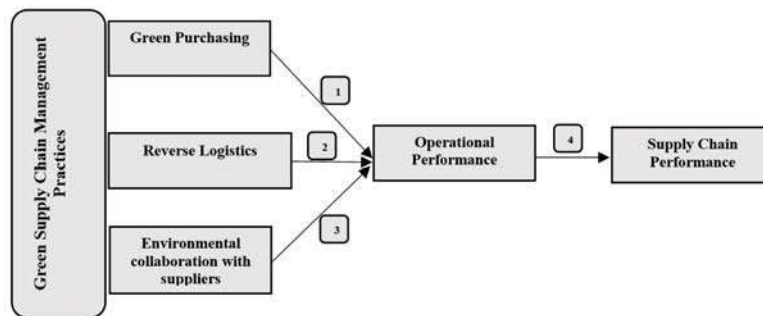 Green Supply Chain Management
Practices
Green Purchasing
1
Reverse Logistics
2
Environmental
collaboration with
suppliers
3
Operational
Performance
4
Supply Chain
Performance